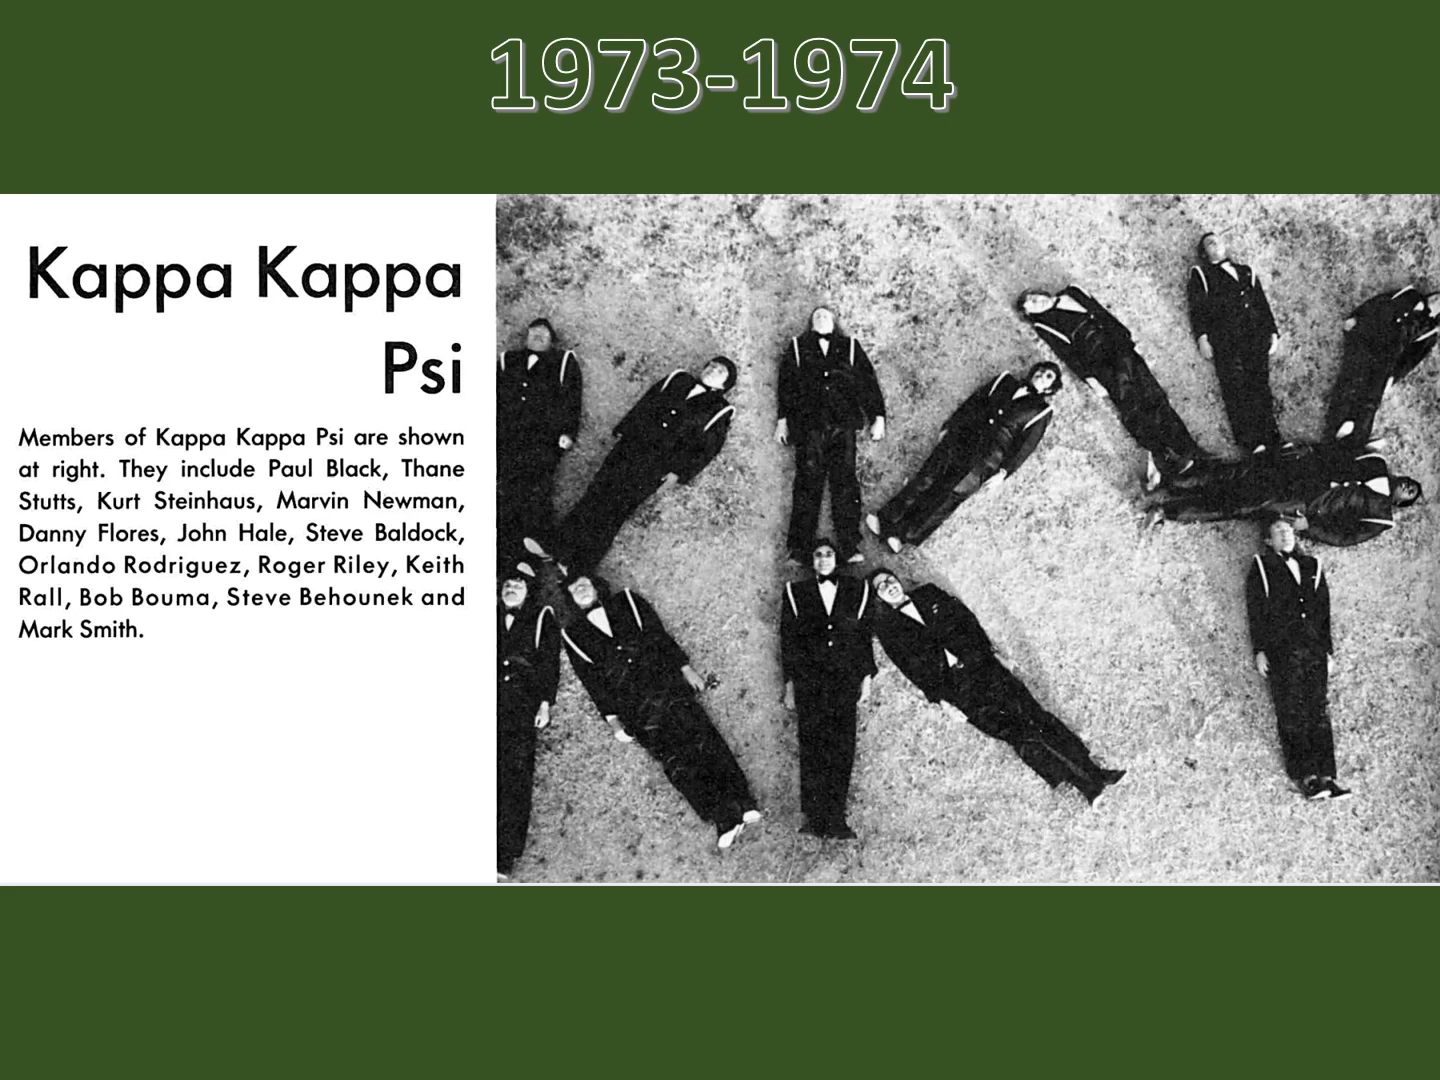 1973-1974
Kappa Kappa
Psi
Members of Kappa Kappa Psi are shown
at right. They include Paul Black, Thane
Stutts, Kurt Steinhaus, Marvin Newman,
Danny Flores, John Hale, Steve Baldock,
Orlando Rodriguez, Roger Riley, Keith
Rall, Bob Bouma, Steve Behounek and
Mark Smith.